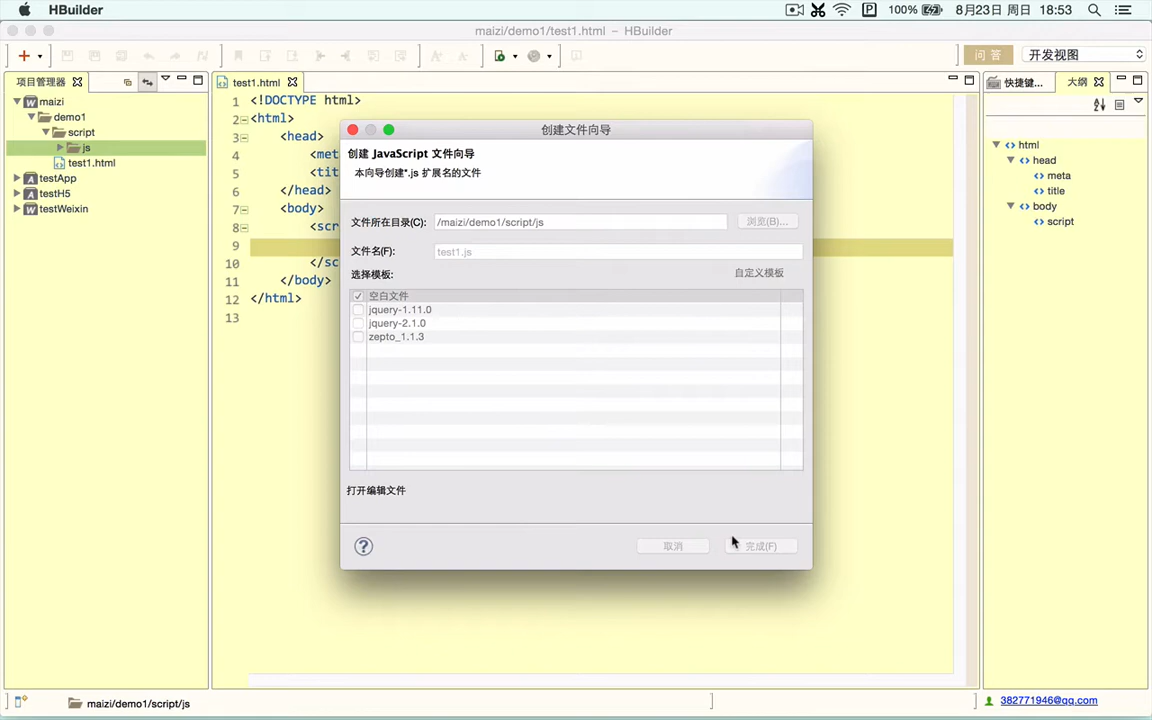 HBuilder
100%
8月23日 周日
18:53
maizi/demo1/test1.html – HBuilder
问 答
开发视图
项目管理器
test1.html
快捷键...
大纲
maizi
demo1
script
js
test1.html
testApp
testH5
testWeixin
1 <!DOCTYPE html>
2 <html>
3 <head>
4 <met
5 <tit
6 </head>
7 <body>
8 <scr
9
10 </sc
11 </body>
12 </html>
13
创建文件向导
创建 JavaScript 文件向导
本向导创建*.js 扩展名的文件
文件所在目录(C): /maizi/demo1/script/js 浏览(B)...
文件名(F): test1.js
选择模板: 自定义模板
空白文件
jquery-1.11.0
jquery-2.1.0
zepto_1.1.3
打开编辑文件
? 取消 完成(F)
html
head
meta
title
body
script
maizi/demo1/script/js
382771946@qq.com